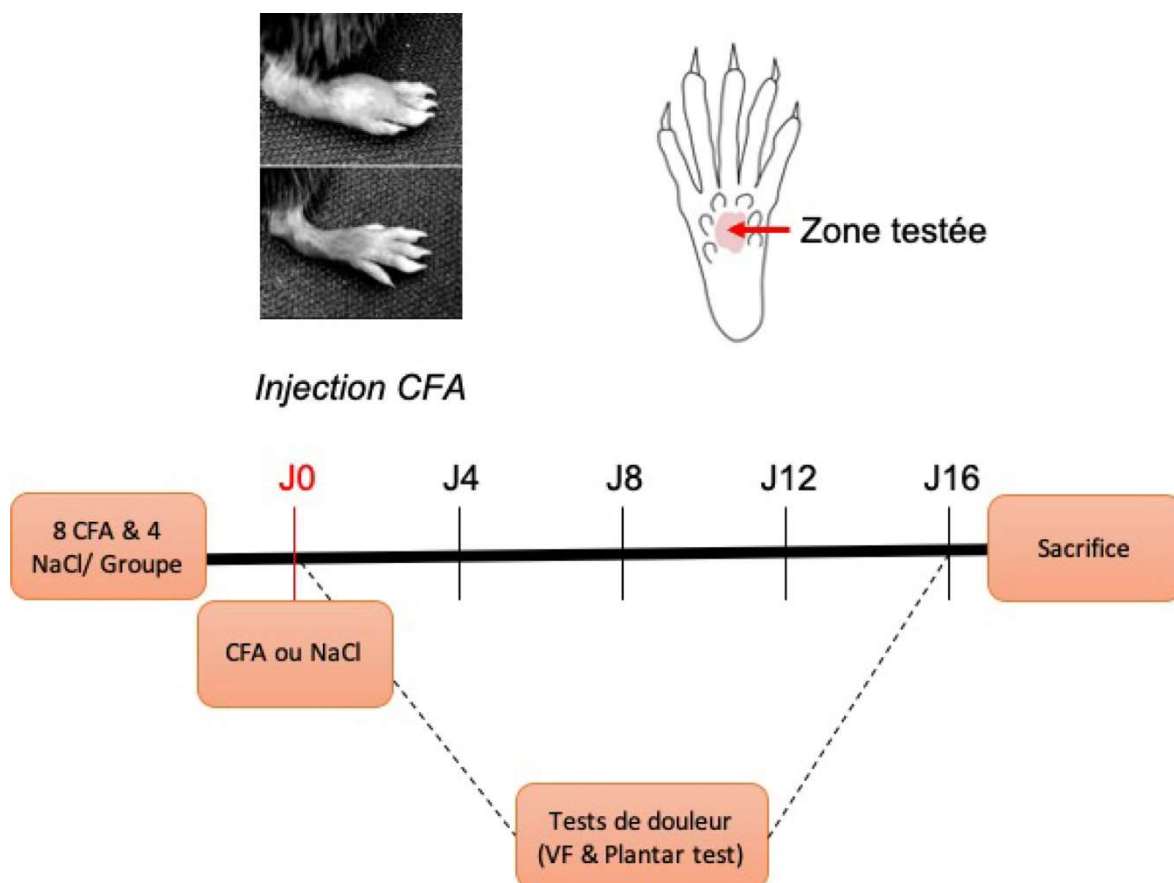 Zone testée
Injection CFA
J0
J4
J8
J12
J16
8 CFA & 4
NaCl/ Groupe
Sacrifice
CFA ou NaCl
Tests de douleur
(VF & Plantar test)